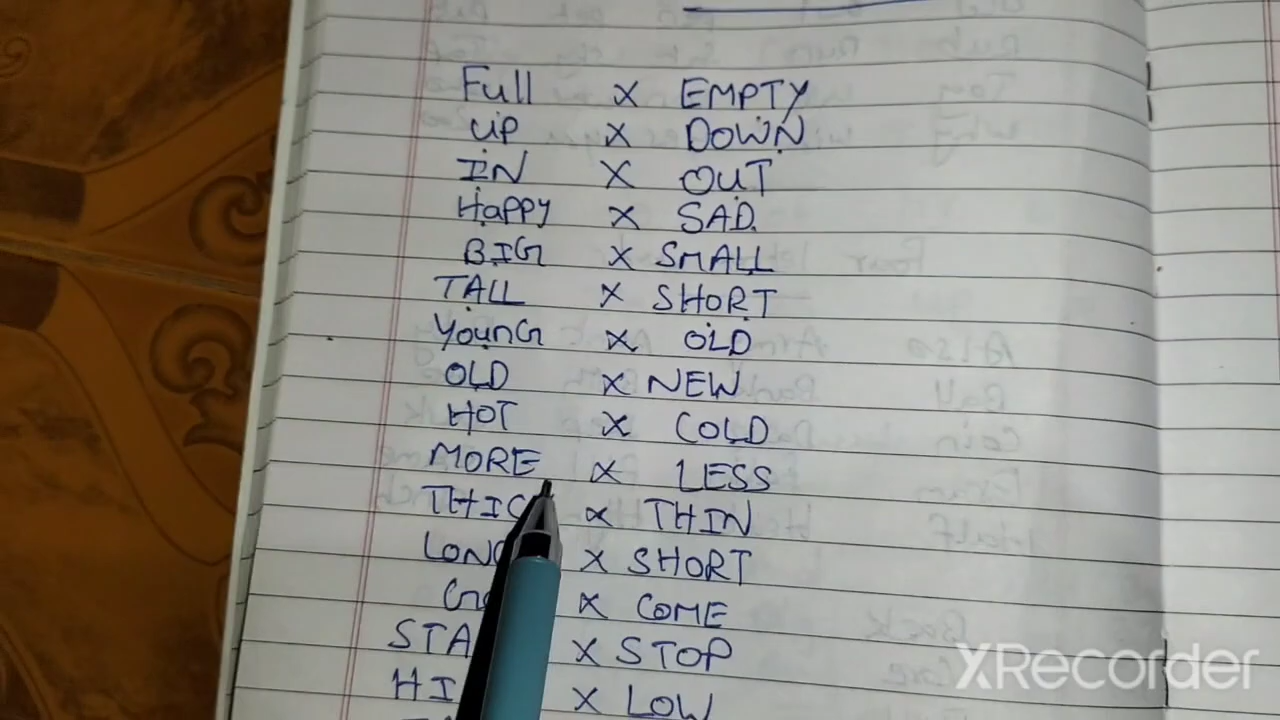 Full X EMPTY
UP X DOWN
IN X OUT
HAPPY X SAD.
BIG X SMALL
TALL X SHORT
YOUNG X OLD
OLD X NEW
HOT X COLD
MORE X LESS
X THIN
X SHORT
X COME
X STOP
X LOW
XRecorder